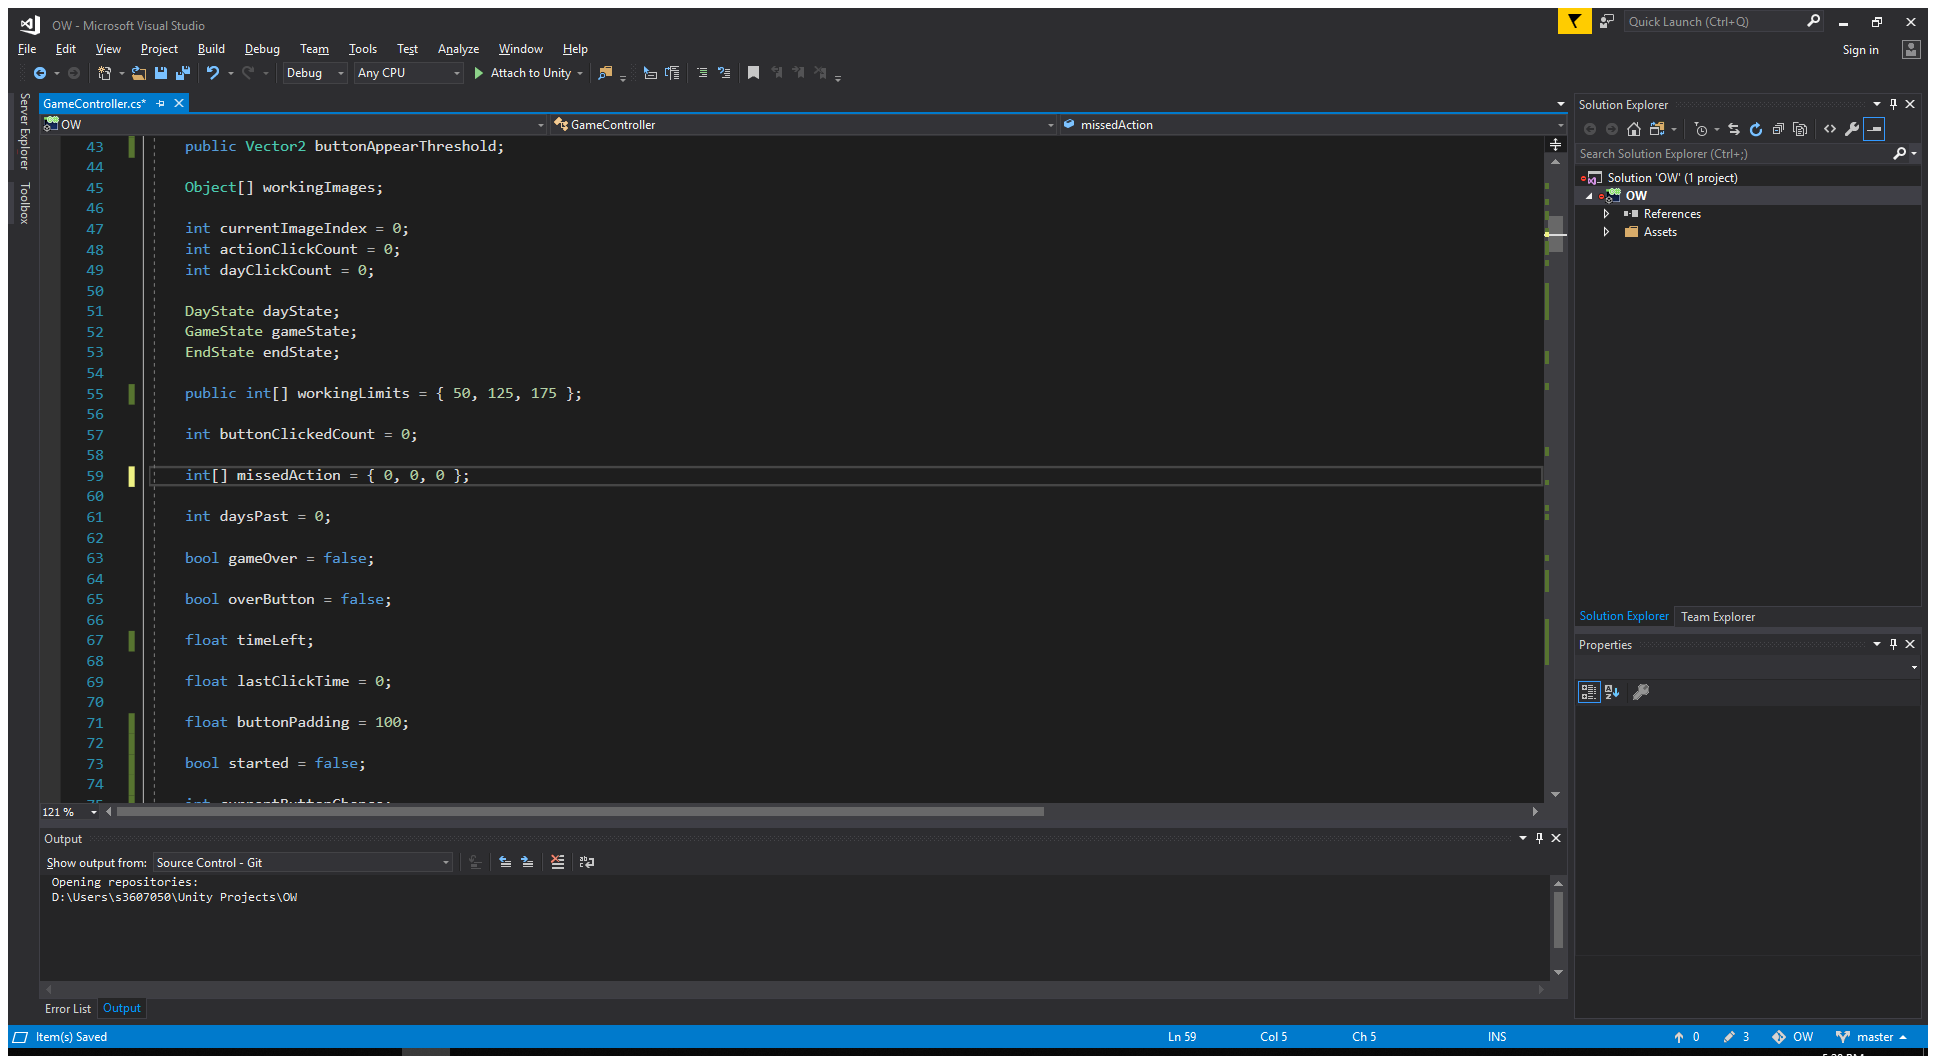 OW - Microsoft Visual Studio
Quick Launch (Ctrl+Q)
File Edit View Project Build Debug Team Tools Test Analyze Window Help
Sign in
Debug Any CPU Attach to Unity
Server Explorer
Toolbox
GameController.cs*
OW GameController missedAction
43 public Vector2 buttonAppearThreshold;
44
45 Object[] workingImages;
46
47 int currentImageIndex = 0;
48 int actionClickCount = 0;
49 int dayClickCount = 0;
50
51 DayState dayState;
52 GameState gameState;
53 EndState endState;
54
55 public int[] workingLimits = { 50, 125, 175 };
56
57 int buttonClickedCount = 0;
58
59 int[] missedAction = { 0, 0, 0 };
60
61 int daysPast = 0;
62
63 bool gameOver = false;
64
65 bool overButton = false;
66
67 float timeLeft;
68
69 float lastClickTime = 0;
70
71 float buttonPadding = 100;
72
73 bool started = false;
74
75 int currentButtonChance;
121 %
Output
Show output from: Source Control - Git
Opening repositories:
D:\Users\s3607050\Unity Projects\OW
Error List Output
Solution Explorer
Search Solution Explorer (Ctrl+;)
Solution 'OW' (1 project)
OW
References
Assets
Solution Explorer Team Explorer
Properties
Item(s) Saved Ln 59 Col 5 Ch 5 INS 0 3 OW master